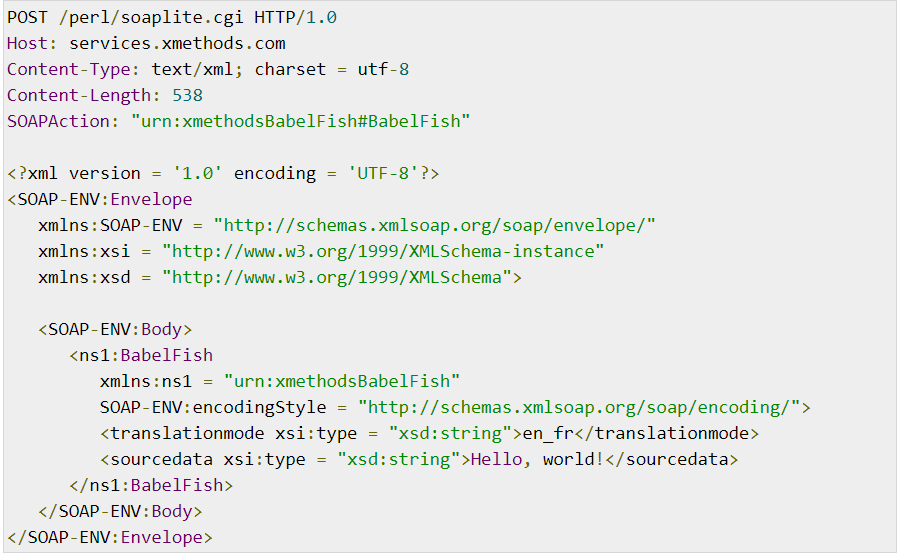 POST /perl/soaplite.cgi HTTP/1.0
Host: services.xmethods.com
Content-Type: text/xml; charset = utf-8
Content-Length: 538
SOAPAction: "urn:xmethodsBabelFish#BabelFish"

<?xml version = '1.0' encoding = 'UTF-8'?>
<SOAP-ENV:Envelope
   xmlns:SOAP-ENV = "http://schemas.xmlsoap.org/soap/envelope/"
   xmlns:xsi = "http://www.w3.org/1999/XMLSchema-instance"
   xmlns:xsd = "http://www.w3.org/1999/XMLSchema">

   <SOAP-ENV:Body>
      <ns1:BabelFish
         xmlns:ns1 = "urn:xmethodsBabelFish"
         SOAP-ENV:encodingStyle = "http://schemas.xmlsoap.org/soap/encoding/">
         <translationmode xsi:type = "xsd:string">en_fr</translationmode>
         <sourcedata xsi:type = "xsd:string">Hello, world!</sourcedata>
      </ns1:BabelFish>
   </SOAP-ENV:Body>
</SOAP-ENV:Envelope>